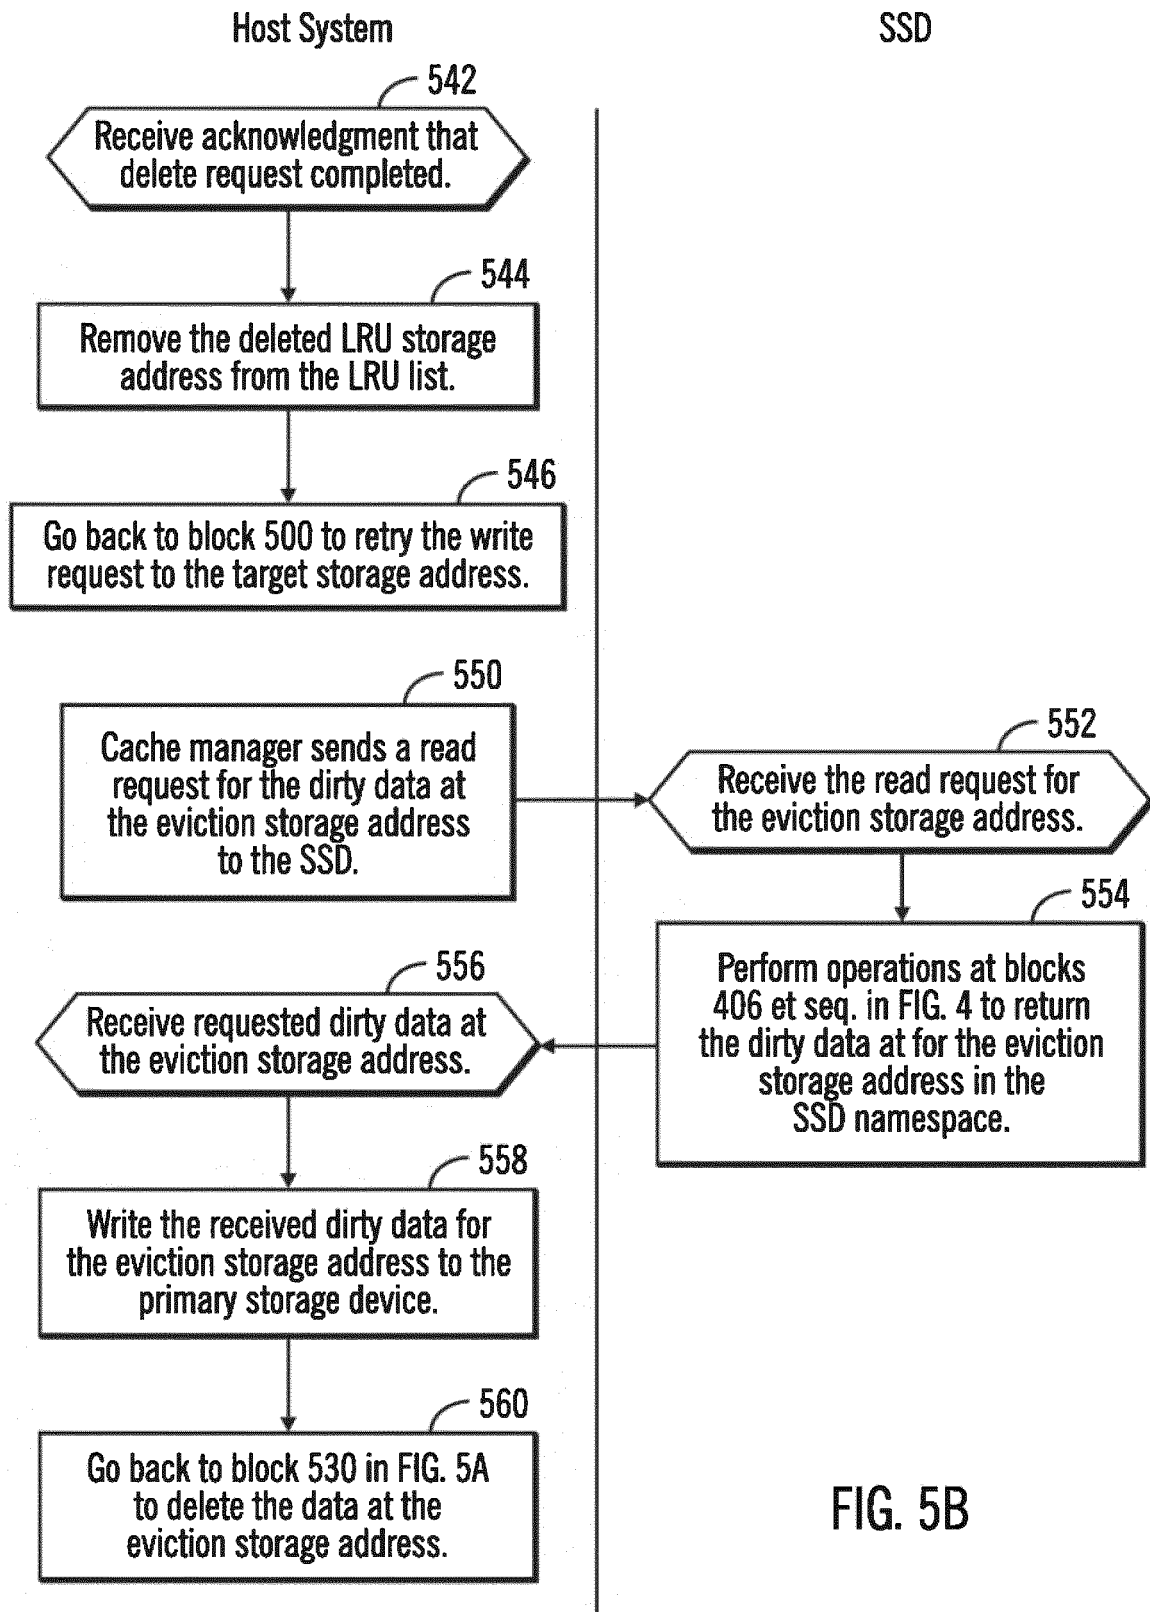 Host System
SSD
542
Receive acknowledgment that
delete request completed.
544
Remove the deleted LRU storage
address from the LRU list.
546
Go back to block 500 to retry the write
request to the target storage address.
550
Cache manager sends a read
request for the dirty data at
the eviction storage address
to the SSD.
552
Receive the read request for
the eviction storage address.
554
Perform operations at blocks
406 et seq. in FIG. 4 to return
the dirty data at for the eviction
storage address in the
SSD namespace.
556
Receive requested dirty data at
the eviction storage address.
558
Write the received dirty data for
the eviction storage address to the
primary storage device.
560
Go back to block 530 in FIG. 5A
to delete the data at the
eviction storage address.
FIG. 5B